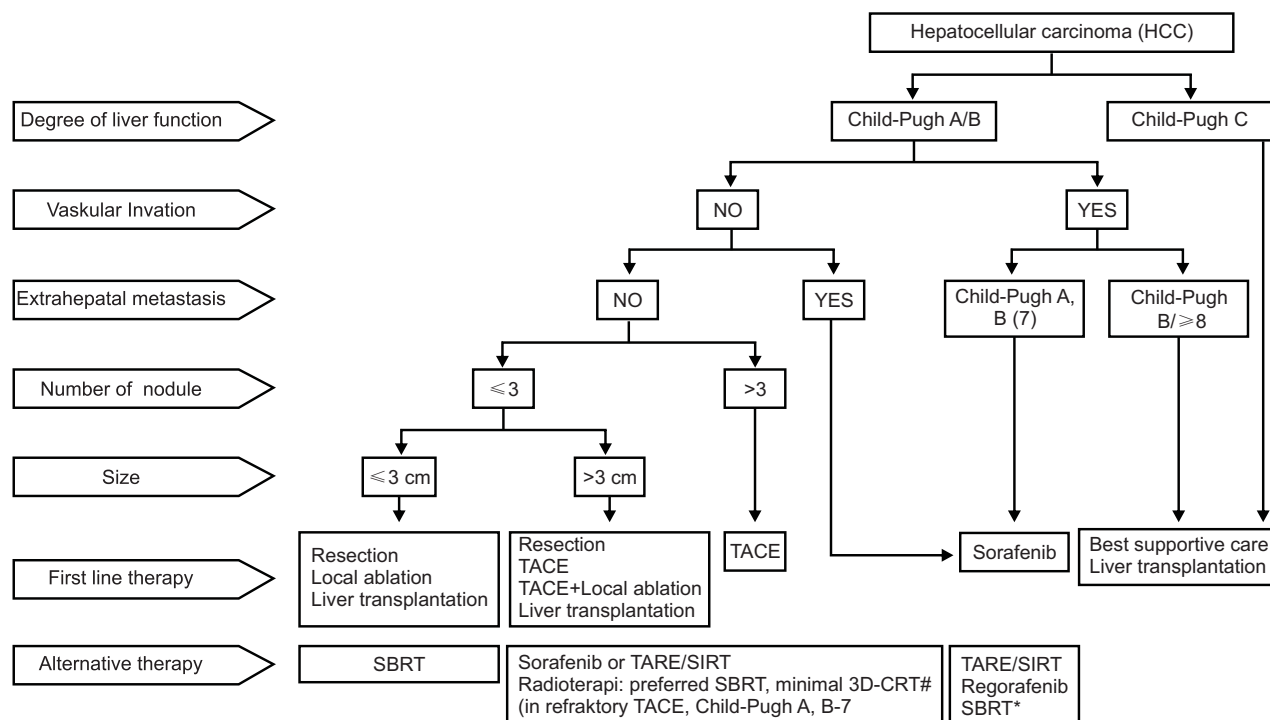 Hepatocellular carcinoma (HCC)
Degree of liver function
Child-Pugh A/B
Child-Pugh C
Vaskular Invation
NO
YES
Extrahepatal metastasis
NO
YES
Child-Pugh A,
B (7)
Child-Pugh
B/≥8
Number of nodule
≤3
>3
Size
≤3 cm
>3 cm
First line therapy
Resection
Local ablation
Liver transplantation
Resection
TACE
TACE+Local ablation
Liver transplantation
TACE
Sorafenib
Best supportive care
Liver transplantation
Alternative therapy
SBRT
Sorafenib or TARE/SIRT
Radioterapi: preferred SBRT, minimal 3D-CRT#
(in refraktory TACE, Child-Pugh A, B-7
TARE/SIRT
Regorafenib
SBRT*